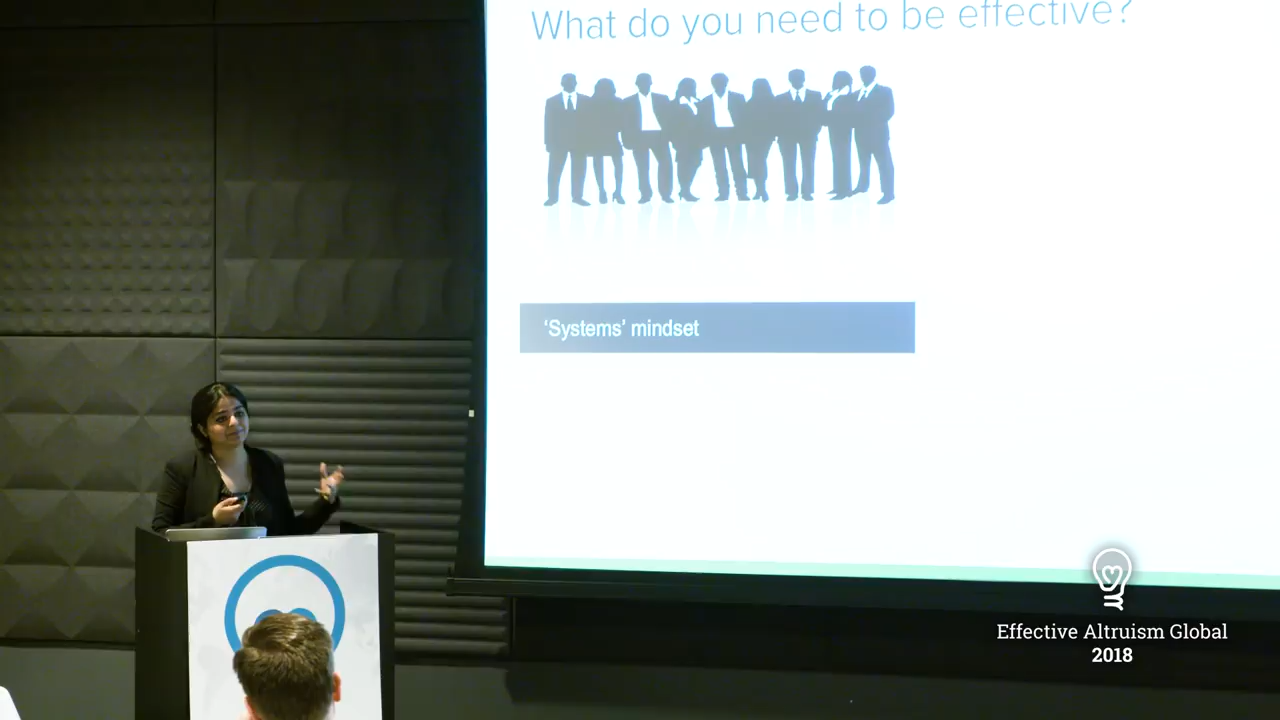 What do you need to be effective?
‘Systems’ mindset
Effective Altruism Global
2018